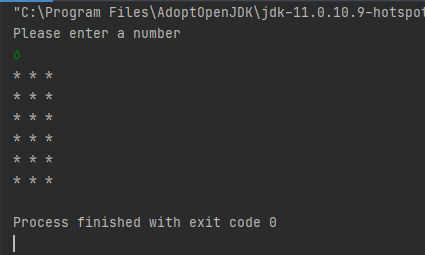 "C:\Program Files\AdoptOpenJDK\jdk-11.0.10.9-hotspot
Please enter a number
6
* * *
* * *
* * *
* * *
* * *
* * *
Process finished with exit code 0